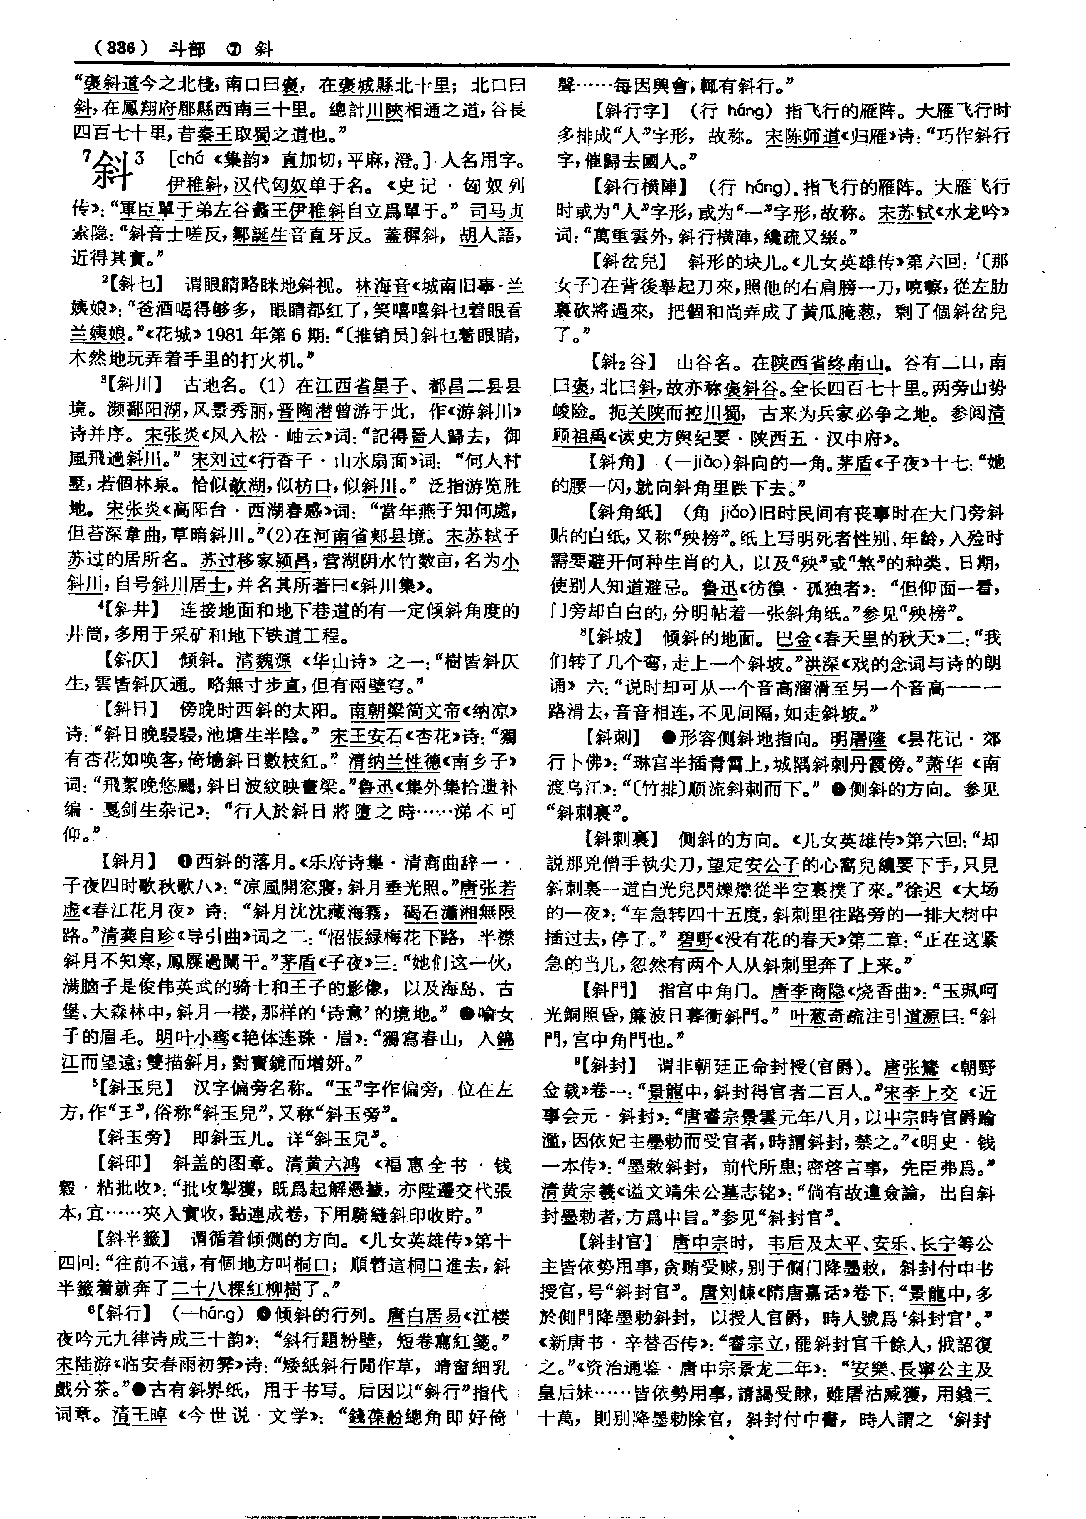 （336） 斗部 ⑦ 斜
“褒斜道今之北棧，南口曰褒，在褒城縣北十里；北口曰
斜，在鳳翔府郿縣西南三十里。總計川陝相通之道，谷長
四百七十里，昔秦王取蜀之道也。”
7斜3 [chá 《集韵》直加切，平麻，澄。]人名用字。
伊稚斜，汉代匈奴单于名。《史记·匈奴列
传》：“軍臣單于弟左谷蠡王伊稚斜自立爲單于。”司马贞
索隐：“斜音士嗟反，鄒誕生音直牙反。蓋稺斜，胡人語，
近得其實。”
2【斜乜】 谓眼睛略眯地斜视。林海音《城南旧事·兰
姨娘》：“爸酒喝得够多，眼睛都红了，笑嘻嘻斜乜着眼看
兰姨娘。”《花城》1981年第6期：“〔推销员〕斜乜着眼睛，
木然地玩弄着手里的打火机。”
3【斜川】 古地名。(1)在江西省星子、都昌二县县
境。濒鄱阳湖，风景秀丽，晋陶潜曾游于此，作《游斜川》
诗并序。宋张炎《风入松·岫云》词：“記得晉人歸去，御
風飛過斜川。”宋刘过《行香子·山水扇面》词：“何人村
墅，若個林泉。恰似敧湖，似枋口，似斜川。”泛指游览胜
地。宋张炎《高阳台·西湖春感》词：“當年燕子知何處，
但苔深韋曲，草暗斜川。”(2)在河南省郏县境。宋苏轼子
苏过的居所名。苏过移家颍昌，营湖阴水竹数亩，名为小
斜川，自号斜川居士，并名其所著曰《斜川集》。
4【斜井】 连接地面和地下巷道的有一定倾斜角度的
井筒，多用于采矿和地下铁道工程。
【斜仄】 倾斜。清魏源《华山诗》之一：“樹皆斜仄
生，雲皆斜仄通。略無寸步直，但有兩壁穹。”
【斜日】 傍晚时西斜的太阳。南朝梁简文帝《纳凉》
诗：“斜日晚駸駸，池塘生半陰。”宋王安石《杏花》诗：“獨
有杏花如唤客，倚墙斜日數枝紅。”清纳兰性德《南乡子》
词：“飛絮晚悠颺，斜日波紋映畫梁。”鲁迅《集外集拾遗补
编·戛剑生杂记》：“行人於斜日將墮之時……涕不可
仰。”
【斜月】 ❶西斜的落月。《乐府诗集·清商曲辞一·
子夜四时歌秋歌八》：“凉風開窓寢，斜月垂光照。”唐张若
虚《春江花月夜》诗：“斜月沈沈藏海霧，碣石瀟湘無限
路。”清龚自珍《导引曲》词之二：“怊悵緑梅花下路，半襟
斜月不知寒，鳳屧過闌干。”茅盾《子夜》三：“她们这一伙，
满脑子是俊伟英武的骑士和王子的影像，以及海岛、古
堡、大森林中，斜月一楼，那样的‘诗意’的境地。”❷喻女
子的眉毛。明叶小鸾《艳体连珠·眉》：“獨寫春山，入錦
江而望遠；雙描斜月，對寶鏡而增妍。”
5【斜玉兒】 汉字偏旁名称。“玉”字作偏旁，位在左
方，作“王”，俗称“斜玉兒”，又称“斜玉旁”。
【斜玉旁】 即斜玉儿。详“斜玉兒”。
【斜印】 斜盖的图章。清黄六鸿《福惠全书·钱
穀·粘批收》：“批收掣獲，既爲起解憑據，亦陞遷交代張
本，宜……夾入實收，黏連成卷，下用騎縫斜印收貯。”
【斜半籤】 谓循着倾侧的方向。《儿女英雄传》第十
四回：“往前不遠，有個地方叫桐口；順着這桐口進去，斜
半籤着就奔了二十八棵紅柳樹了。”
6【斜行】 （—háng）❶倾斜的行列。唐白居易《江楼
夜吟元九律诗成三十韵》：“斜行題粉壁，短卷寫紅箋。”
宋陆游《临安春雨初霁》诗：“矮紙斜行閒作草，晴窗細乳
戲分茶。”❷古有斜界纸，用于书写。后因以“斜行”指代
词章。清王晫《今世说·文学》：“錢葆馚總角即好倚
聲……每因興會，輒有斜行。”
【斜行字】 （行háng）指飞行的雁阵。大雁飞行时
多排成“人”字形，故称。宋陈师道《归雁》诗：“巧作斜行
字，催歸去國人。”
【斜行横陣】 （行háng）。指飞行的雁阵。大雁飞行
时或为“人”字形，或为“一”字形，故称。宋苏轼《水龙吟》
词：“萬重雲外，斜行横陣，纔疏又綴。”
【斜岔兒】 斜形的块儿。《儿女英雄传》第六回：“〔那
女子〕在背後舉起刀來，照他的右肩膀一刀，喀嚓，從左肋
裏砍將過來，把個和尚弄成了黄瓜腌葱，剩了個斜岔兒
了。”
【斜2谷】 山谷名。在陕西省终南山。谷有二口，南
口褒，北口斜，故亦称褒斜谷。全长四百七十里。两旁山势
峻险。扼关陕而控川蜀，古来为兵家必争之地。参阅清
顾祖禹《读史方舆纪要·陕西五·汉中府》。
【斜角】 （—jiǎo）斜向的一角。茅盾《子夜》十七：“她
的腰一闪，就向斜角里跌下去。”
【斜角紙】 （角jiǎo）旧时民间有丧事时在大门旁斜
贴的白纸，又称“殃榜”。纸上写明死者性别、年龄，入殓时
需要避开何种生肖的人，以及“殃”或“煞”的种类、日期，
使别人知道避忌。鲁迅《彷徨·孤独者》：“但仰面一看，
门旁却白白的，分明帖着一张斜角纸。”参见“殃榜”。
8【斜坡】 倾斜的地面。巴金《春天里的秋天》二：“我
们转了几个弯，走上一个斜坡。”洪深《戏的念词与诗的朗
诵》六：“说时却可从一个音高溜滑至另一个音高——一
路滑去，音音相连，不见间隔，如走斜坡。”
【斜刺】 ❶形容侧斜地指向。明屠隆《昙花记·郊
行卜佛》：“琳宫半插青霄上，城隅斜刺丹霞傍。”萧华《南
渡乌江》：“〔竹排〕顺流斜刺而下。”❷侧斜的方向。参见
“斜刺裏”。
【斜刺裏】 侧斜的方向。《儿女英雄传》第六回：“却
説那兇僧手執尖刀，望定安公子的心窩兒纔要下手，只見
斜刺裏一道白光兒閃爍爍從半空裏撲了來。”徐迟《大场
的一夜》：“车急转四十五度，斜刺里往路旁的一排大树中
插过去，停了。”碧野《没有花的春天》第二章：“正在这紧
急的当儿，忽然有两个人从斜刺里奔了上来。”
【斜門】 指宫中角门。唐李商隐《烧香曲》：“玉珮呵
光銅照昏，簾波日暮衝斜門。”叶葱奇疏注引道源曰：“斜
門，宫中角門也。”
9【斜封】 谓非朝廷正命封授（官爵）。唐张鷟《朝野
佥载》卷一：“景龍中，斜封得官者二百人。”宋李上交《近
事会元·斜封》：“唐睿宗景雲元年八月，以中宗時官爵踰
濫，因依妃主墨勅而受官者，時謂斜封，禁之。”《明史·钱
一本传》：“墨敕斜封，前代所患；密啓言事，先臣弗爲。”
清黄宗羲《谥文靖朱公墓志铭》：“倘有故違僉論，出自斜
封墨勅者，方爲中旨。”参见“斜封官”。
【斜封官】 唐中宗时，韦后及太平、安乐、长宁等公
主皆依势用事，贪贿受赇，别于侧门降墨敕，斜封付中书
授官，号“斜封官”。唐刘餗《隋唐嘉话》卷下：“景龍中，多
於側門降墨勅斜封，以授人官爵，時人號爲‘斜封官’。”
《新唐书·辛替否传》：“睿宗立，罷斜封官千餘人，俄詔復
之。”《资治通鉴·唐中宗景龙二年》：“安樂、長寧公主及
皇后妹……皆依勢用事，請謁受賕，雖屠沽臧獲，用錢三
十萬，則别降墨勅除官，斜封付中書，時人謂之‘斜封